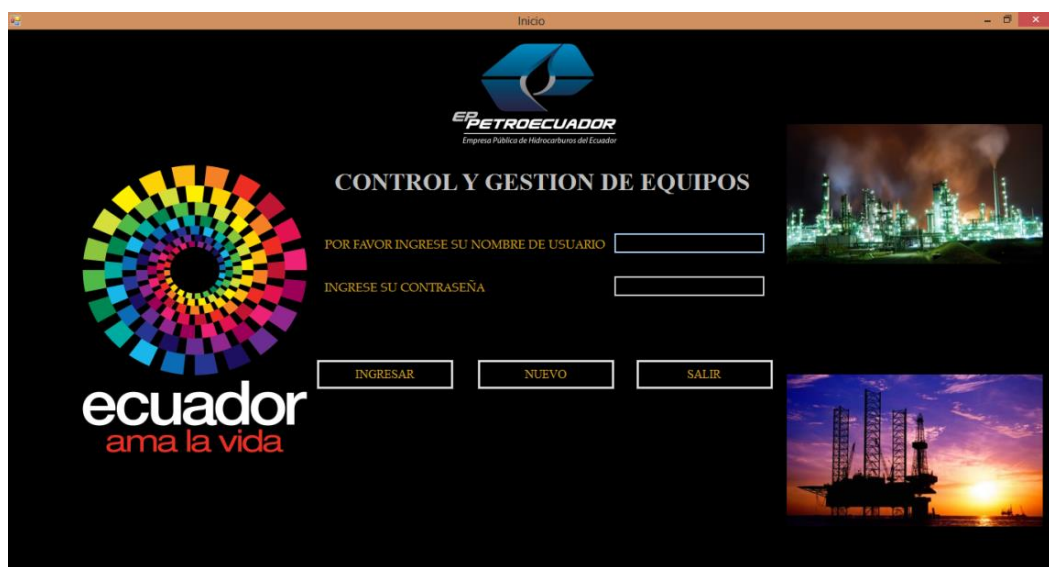 Inicio
EP PETROECUADOR
Empresa Pública de Hidrocarburos del Ecuador
CONTROL Y GESTION DE EQUIPOS
POR FAVOR INGRESE SU NOMBRE DE USUARIO
INGRESE SU CONTRASEÑA
INGRESAR NUEVO SALIR
ecuador
ama la vida